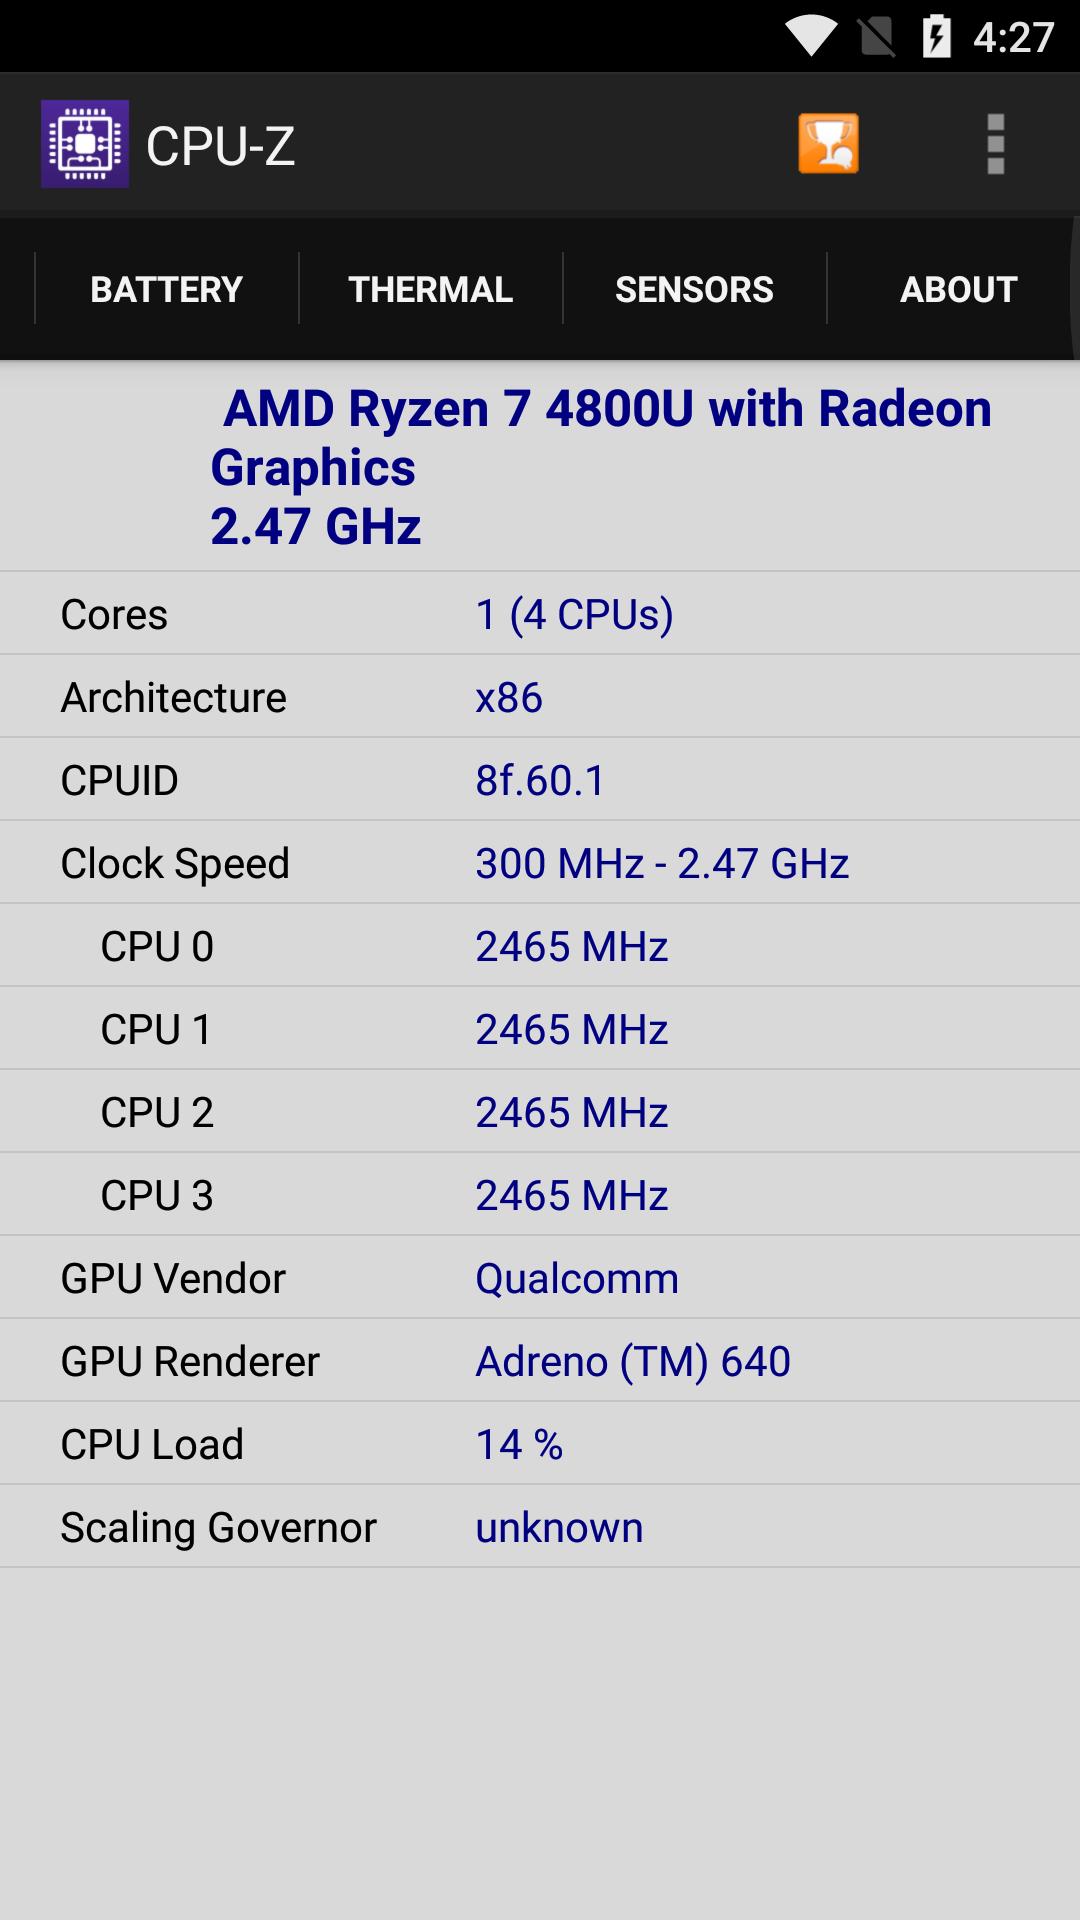 4:27
CPU-Z
BATTERY THERMAL SENSORS ABOUT
AMD Ryzen 7 4800U with Radeon
Graphics
2.47 GHz
Cores 1 (4 CPUs)
Architecture x86
CPUID 8f.60.1
Clock Speed 300 MHz - 2.47 GHz
CPU 0 2465 MHz
CPU 1 2465 MHz
CPU 2 2465 MHz
CPU 3 2465 MHz
GPU Vendor Qualcomm
GPU Renderer Adreno (TM) 640
CPU Load 14 %
Scaling Governor unknown